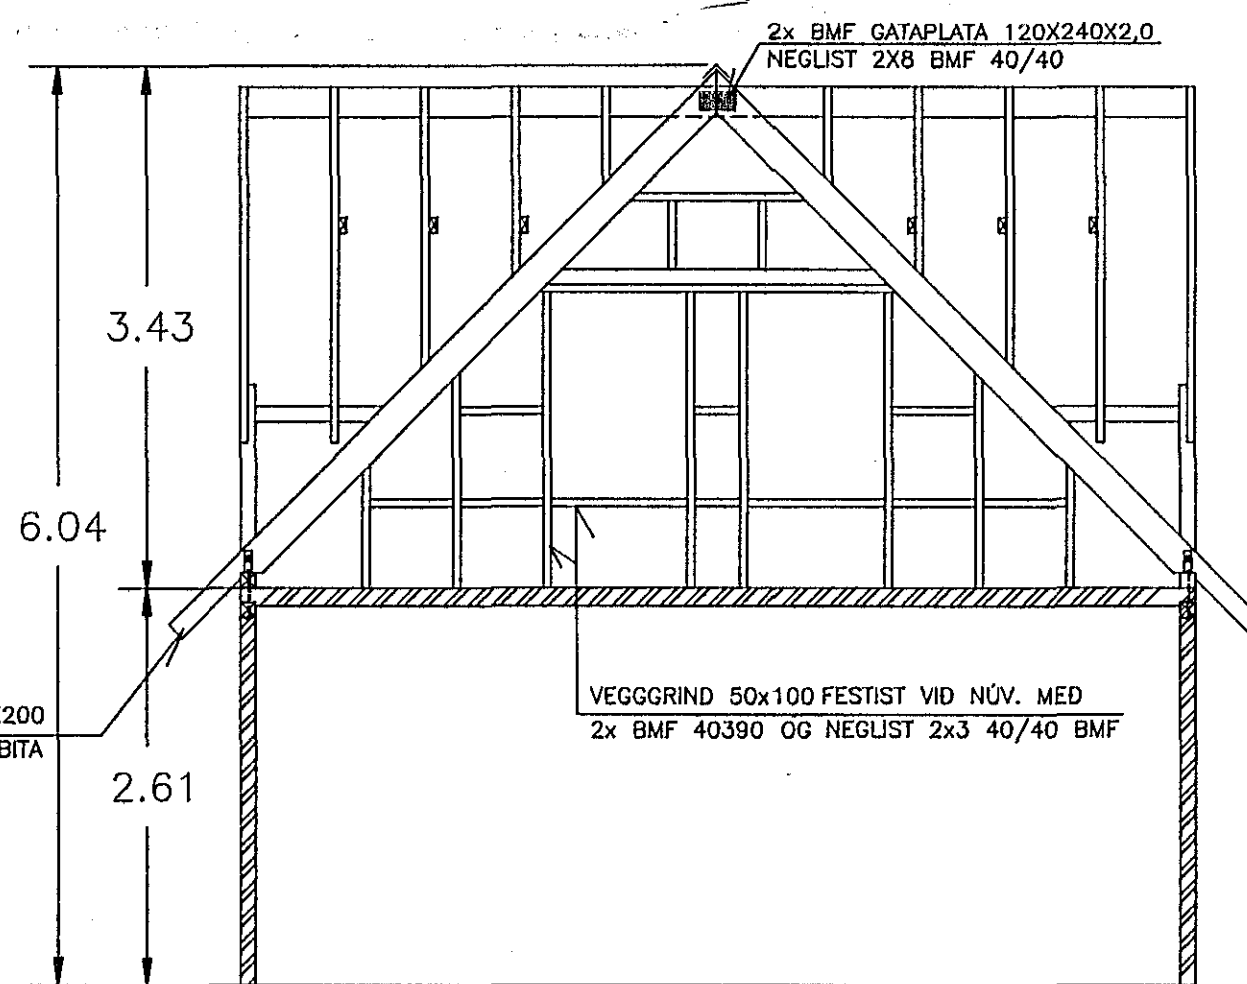 2x BMF GATAPLATA 120X240X2,0
NEGLIST 2X8 BMF 40/40
3.43
6.04
200
BITA
2.61
VEGGGRIND 50x100 FESTIST VIÐ NÚV. MEÐ
2x BMF 40390 OG NEGLIST 2x3 40/40 BMF